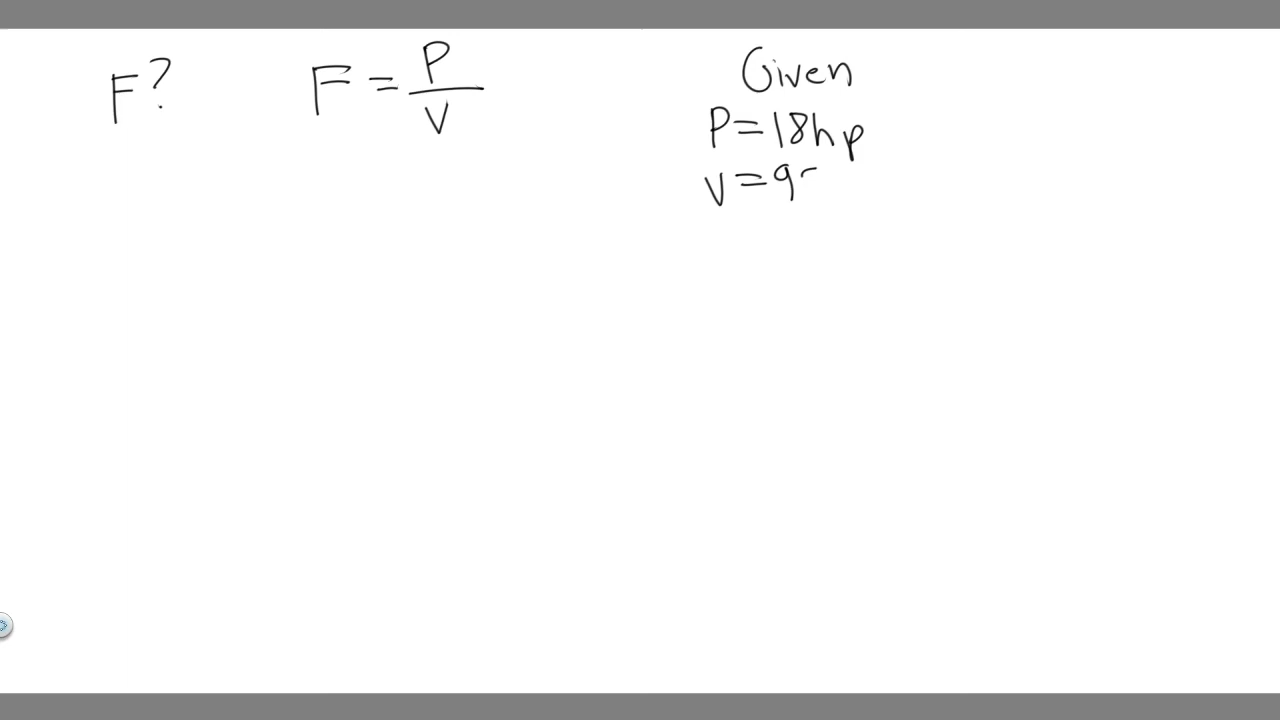 F?
F = P / V
Given
P = 18hp
V = 9